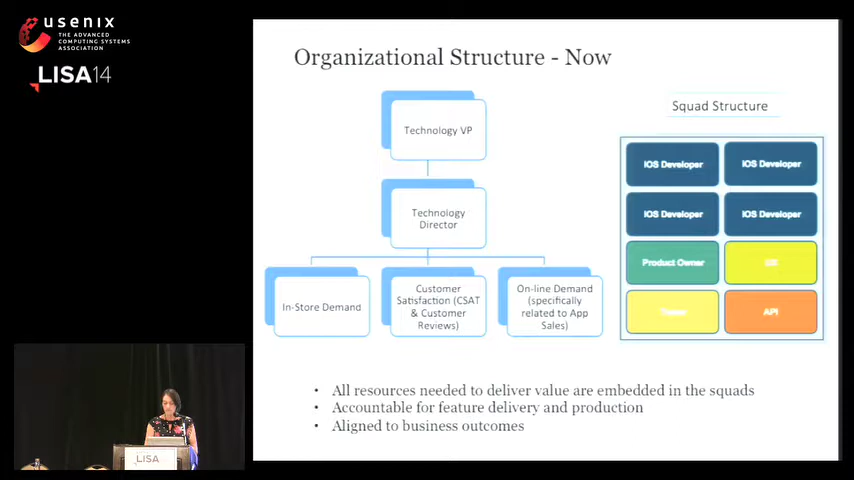 usenix
THE ADVANCED
COMPUTING SYSTEMS
ASSOCIATION
LISA14
Organizational Structure - Now
Technology VP
Technology
Director
In-Store Demand
Customer
Satisfaction (CSAT
& Customer
Reviews)
On-line Demand
(specifically
related to App
Sales)
Squad Structure
IOS Developer
IOS Developer
IOS Developer
IOS Developer
Product Owner
API
• All resources needed to deliver value are embedded in the squads
• Accountable for feature delivery and production
• Aligned to business outcomes
LISA